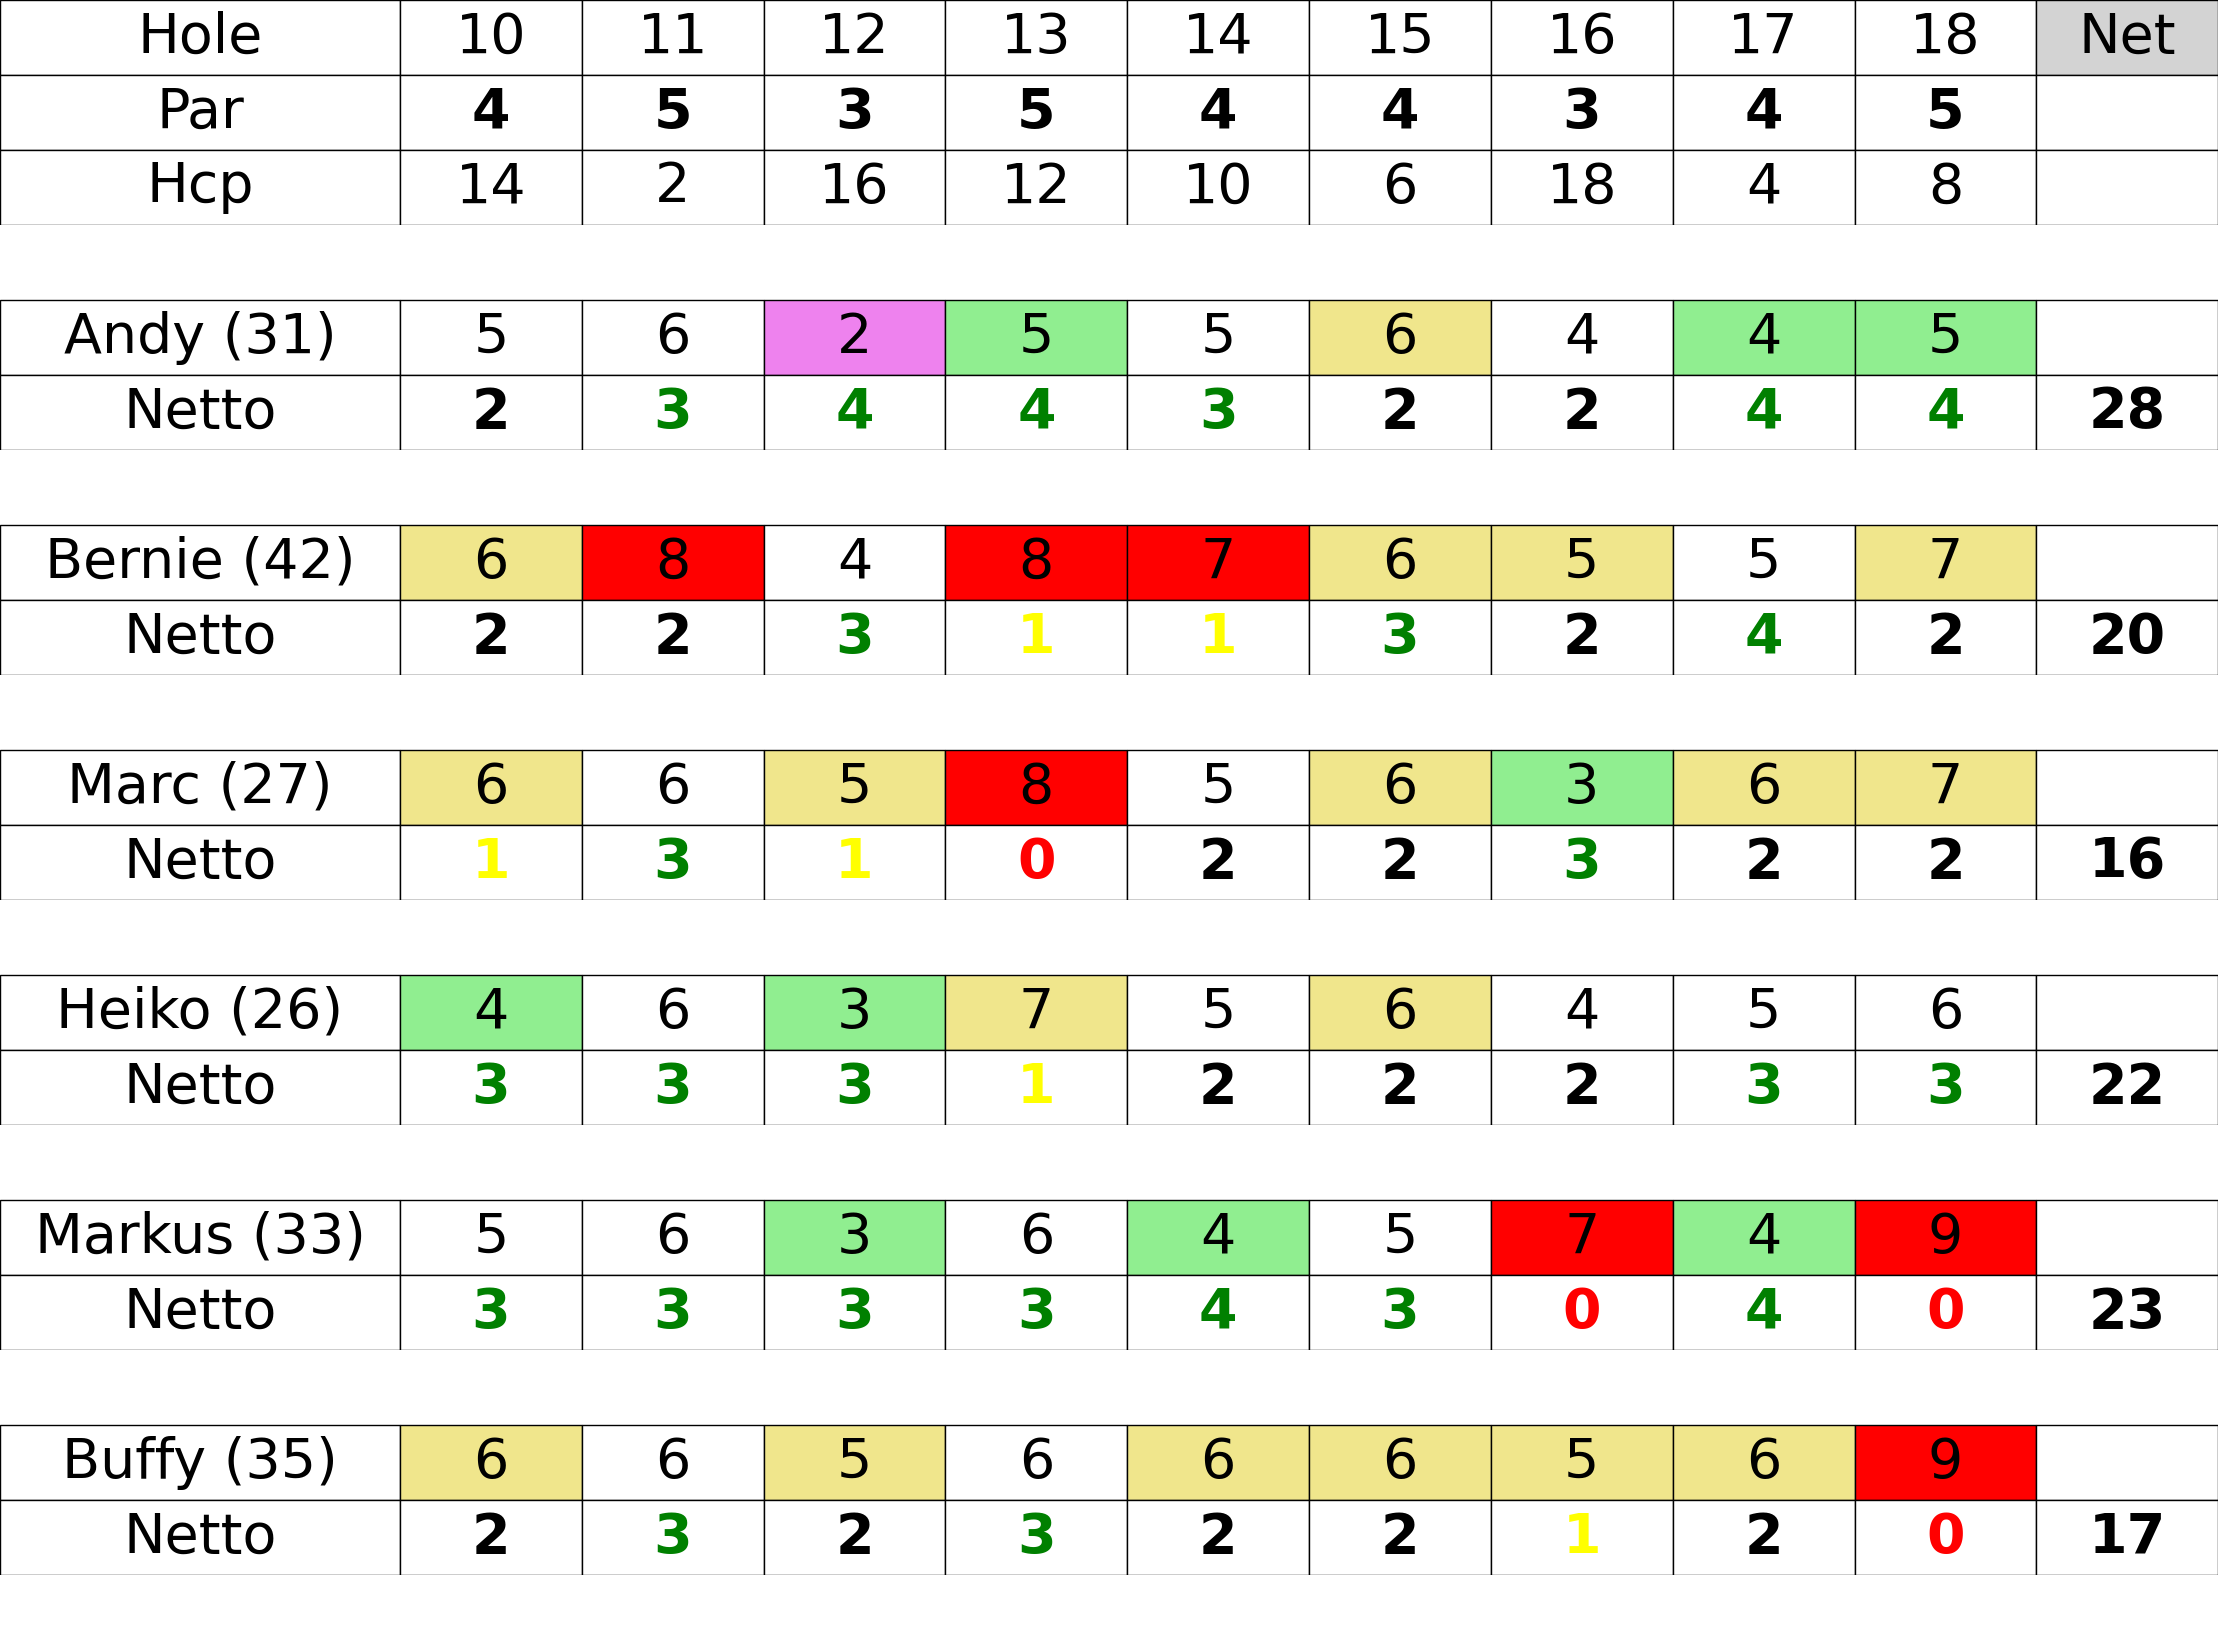 Hole 10 11 12 13 14 15 16 17 18 Net
Par 4 5 3 5 4 4 3 4 5
Hcp 14 2 16 12 10 6 18 4 8
Andy (31) 5 6 2 5 5 6 4 4 5
Netto 2 3 4 4 3 2 2 4 4 28
Bernie (42) 6 8 4 8 7 6 5 5 7
Netto 2 2 3 1 1 3 2 4 2 20
Marc (27) 6 6 5 8 5 6 3 6 7
Netto 1 3 1 0 2 2 3 2 2 16
Heiko (26) 4 6 3 7 5 6 4 5 6
Netto 3 3 3 1 2 2 2 3 3 22
Markus (33) 5 6 3 6 4 5 7 4 9
Netto 3 3 3 3 4 3 0 4 0 23
Buffy (35) 6 6 5 6 6 6 5 6 9
Netto 2 3 2 3 2 2 1 2 0 17